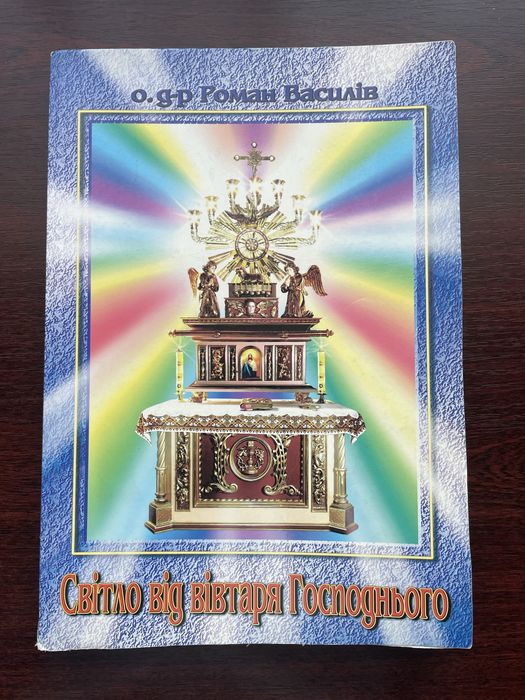 о. д-р Роман Василів
Світло від вівтаря Господнього